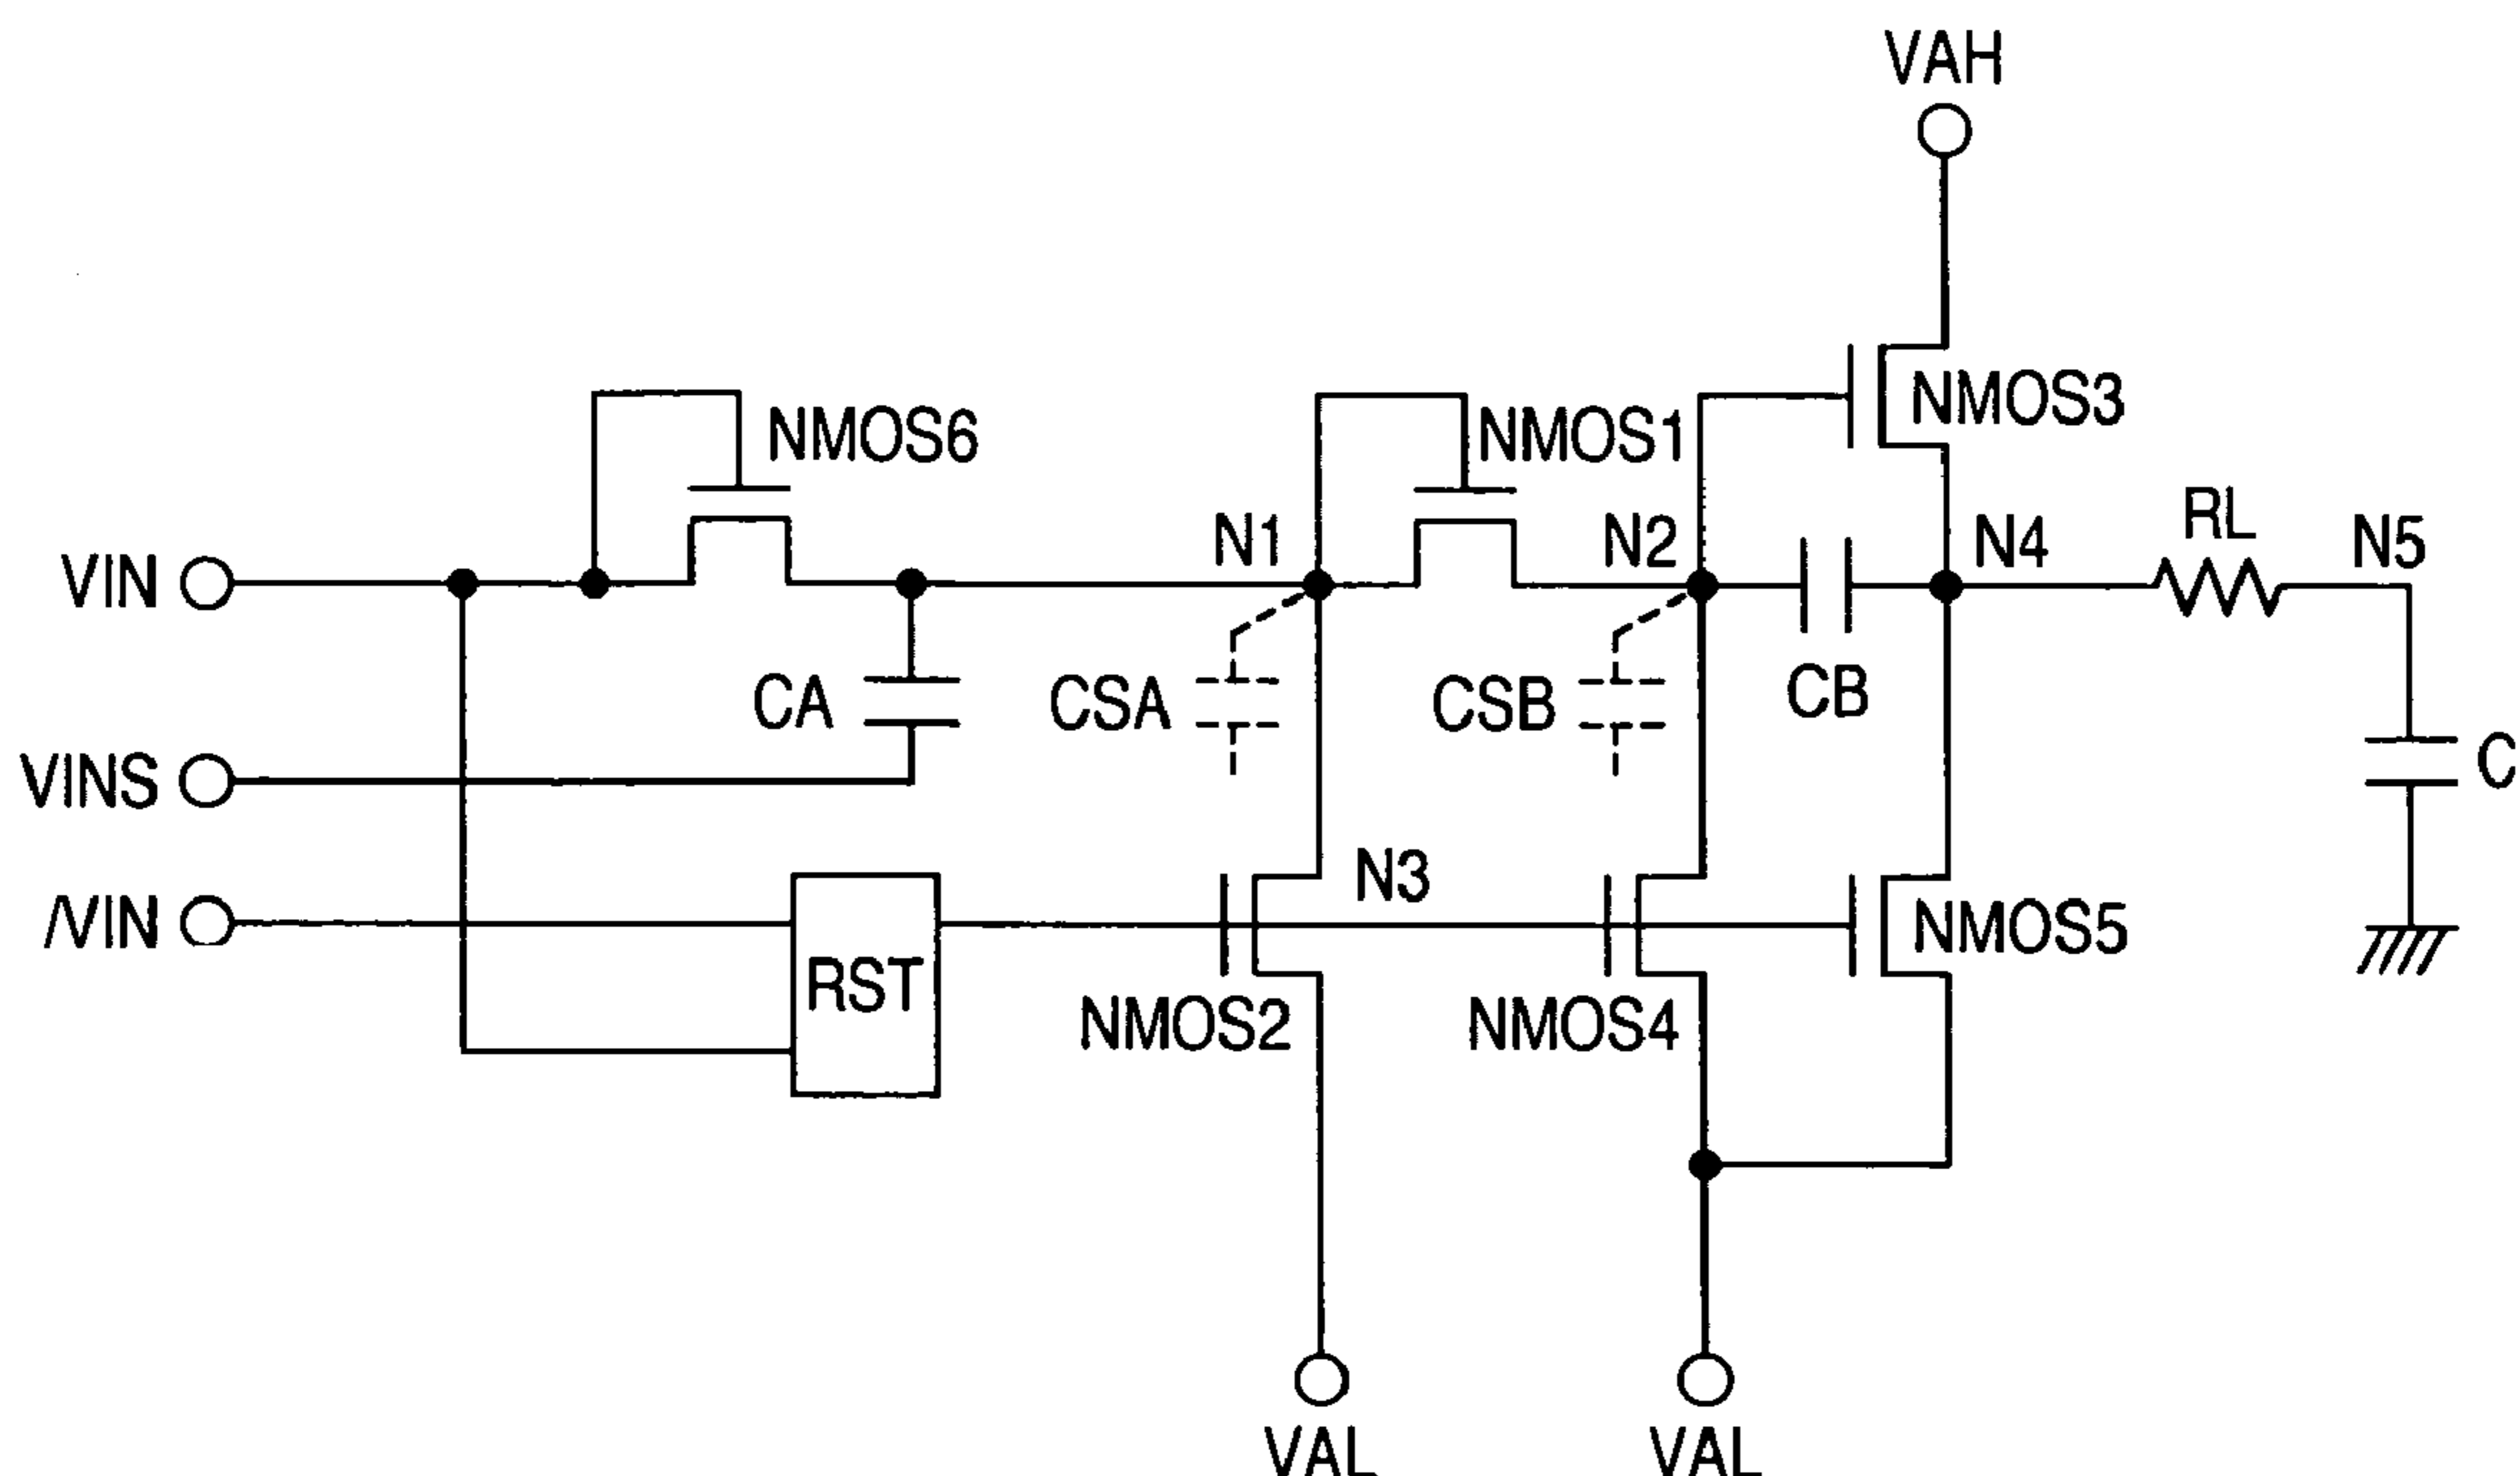 VAH
NMOS3
NMOS6
NMOS1
N1
N2
N4
RL
N5
VIN
CA
CSA
CSB
CB
VINS
N3
/VIN
NMOS5
RST
NMOS2
NMOS4
VAL
VAL